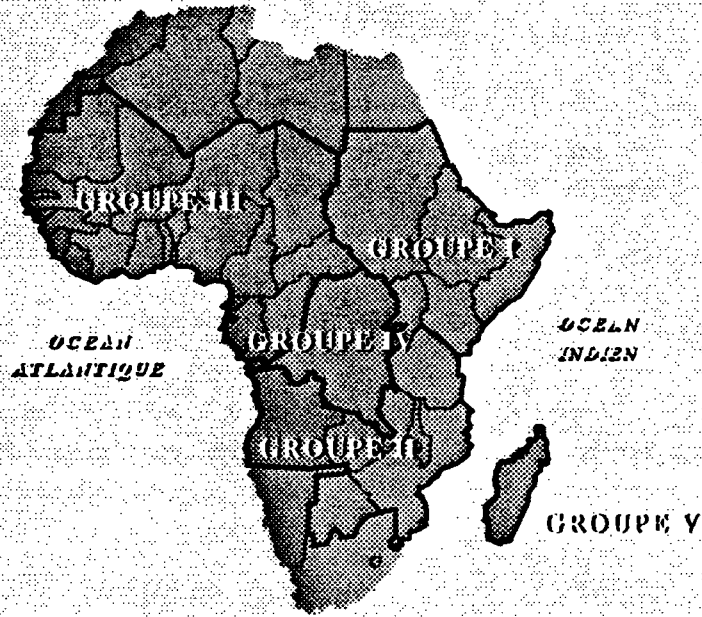 GROUPE III
GROUPE I
OCEAN
ATLANTIQUE
GROUPE IV
OCEAN
INDIEN
GROUPE II
GROUPE V